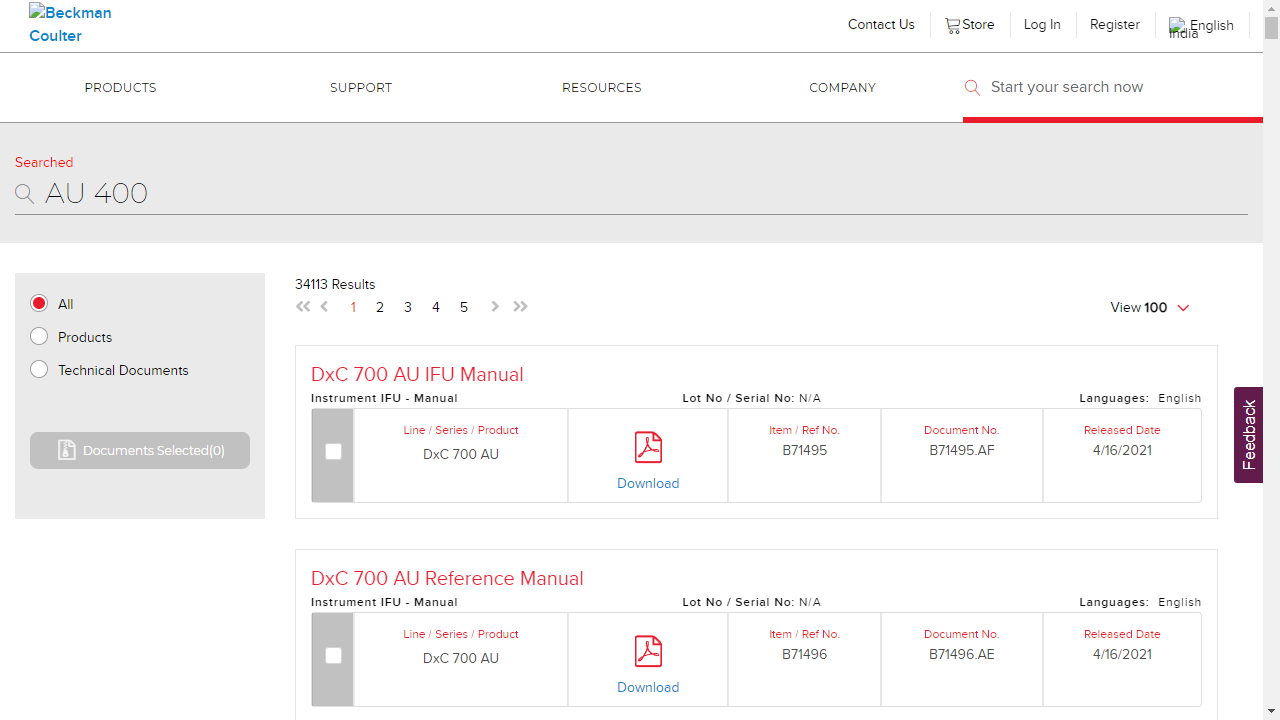 Beckman Coulter
Contact Us
Store
Log In
Register
English
India
PRODUCTS
SUPPORT
RESOURCES
COMPANY
Start your search now
Searched
AU 400
All
Products
Technical Documents
Documents Selected(0)
34113 Results
1 2 3 4 5
View 100
DxC 700 AU IFU Manual
Instrument IFU - Manual
Lot No / Serial No: N/A
Languages: English
Line / Series / Product
DxC 700 AU
Download
Item / Ref No.
B71495
Document No.
B71495.AF
Released Date
4/16/2021
Feedback
DxC 700 AU Reference Manual
Instrument IFU - Manual
Lot No / Serial No: N/A
Languages: English
Line / Series / Product
DxC 700 AU
Download
Item / Ref No.
B71496
Document No.
B71496.AE
Released Date
4/16/2021